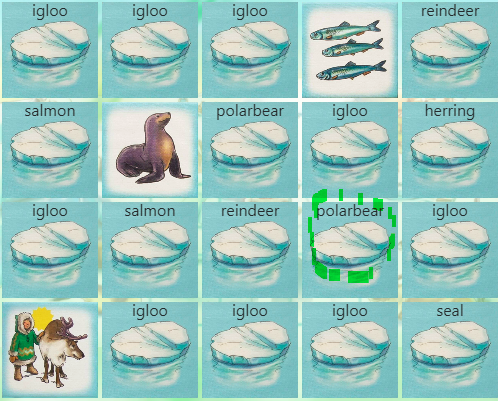 igloo igloo igloo reindeer
salmon polarbear igloo herring
igloo salmon reindeer polarbear igloo
igloo igloo igloo seal